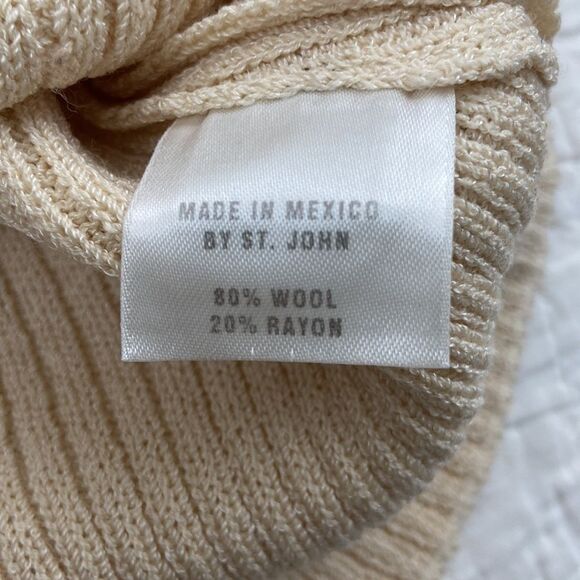 MADE IN MEXICO
BY ST. JOHN
80% WOOL
20% RAYON